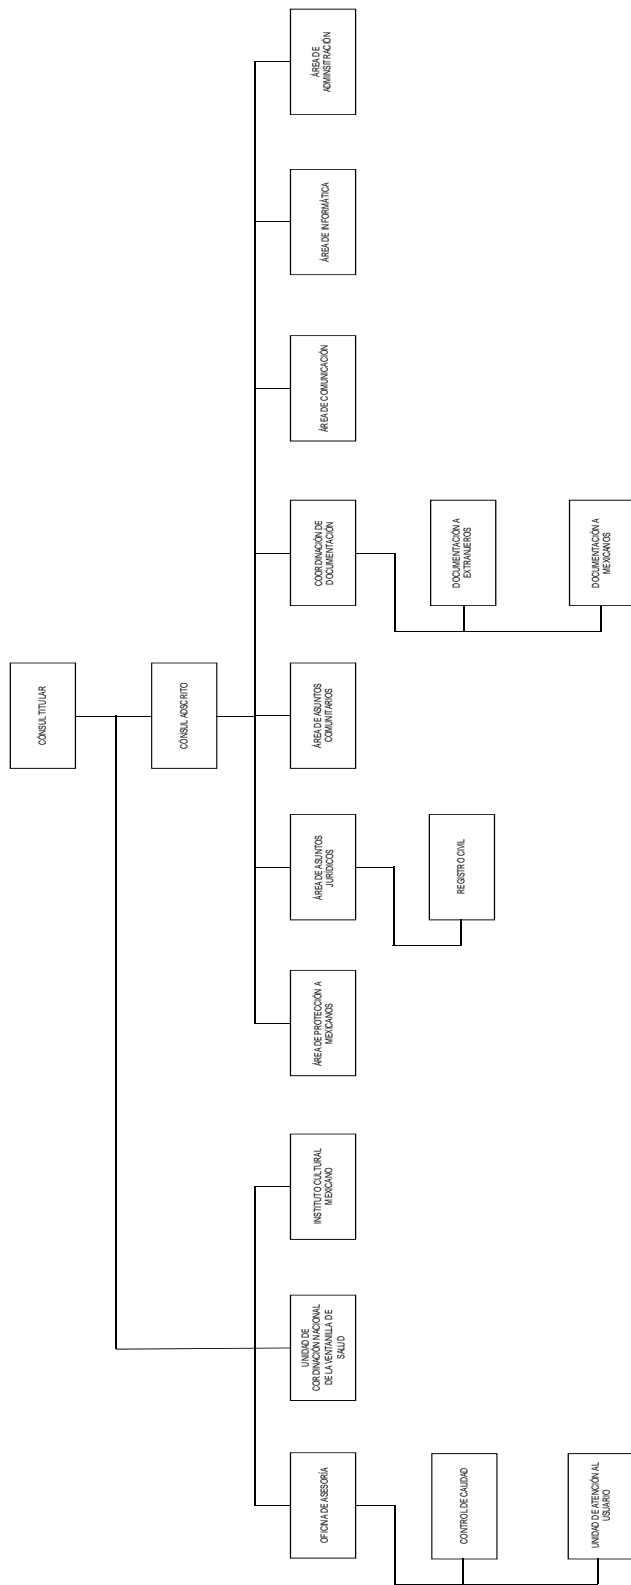 CÓNSUL TITULAR
CÓNSUL ADSCRITO
OFICINA DE ASESORÍA
UNIDAD DE
CORDINACIÓN NACIONAL
DE LA VENTANILLA DE
SALUD
INSTITUTO CULTURAL
MEXICANO
ÁREA DE PROTECCIÓN A
MEXICANOS
ÁREA DE ASUNTOS
JURÍDICOS
ÁREA DE ASUNTOS
COMUNITARIOS
COORDINACIÓN DE
DOCUMENTACIÓN
ÁREA DE COMUNICACIÓN
ÁREA DE INFORMÁTICA
ÁREA DE
ADMINSITRACIÓN
CONTROL DE CALIDAD
REGISTRO CIVIL
DOCUMENTACIÓN A
EXTRANJEROS
UNIDAD DE ATENCIÓN AL
USUARIO
DOCUMENTACIÓN A
MEXICANOS